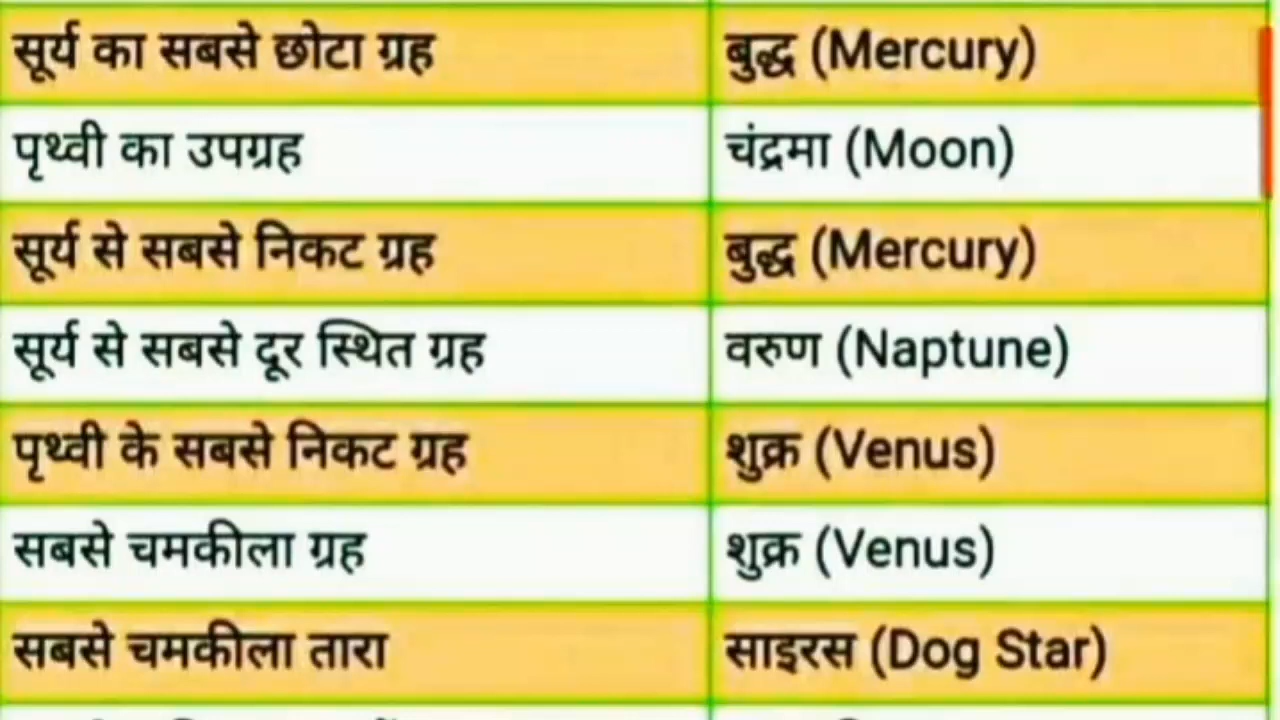 सूर्य का सबसे छोटा ग्रह बुद्ध (Mercury)
पृथ्वी का उपग्रह चंद्रमा (Moon)
सूर्य से सबसे निकट ग्रह बुद्ध (Mercury)
सूर्य से सबसे दूर स्थित ग्रह वरुण (Naptune)
पृथ्वी के सबसे निकट ग्रह शुक्र (Venus)
सबसे चमकीला ग्रह शुक्र (Venus)
सबसे चमकीला तारा साइरस (Dog Star)